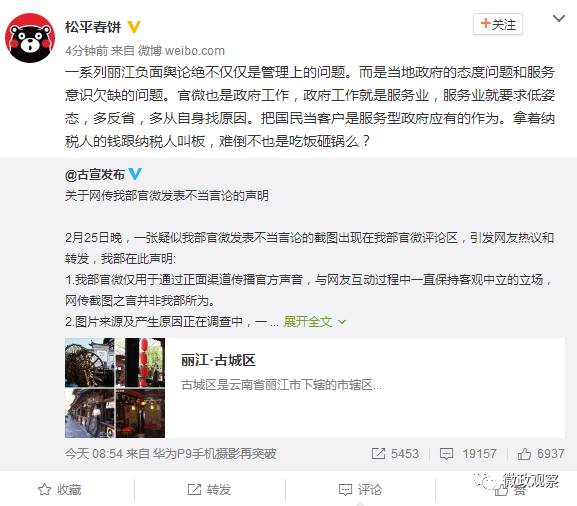 松平春饼
+关注
4分钟前 来自 微博 weibo.com
一系列丽江负面舆论绝不仅仅是管理上的问题。而是当地政府的态度问题和服务
意识欠缺的问题。官微也是政府工作，政府工作就是服务业，服务业就要求低姿
态，多反省，多从自身找原因。把国民当客户是服务型政府应有的作为。拿着纳
税人的钱跟纳税人叫板，难倒不也是吃饭砸锅么？
@古宣发布
关于网传我部官微发表不当言论的声明
2月25日晚，一张疑似我部官微发表不当言论的截图出现在我部官微评论区，引发网友热议和
转发，我部在此声明:
1.我部官微仅用于通过正面渠道传播官方声音，与网友互动过程中一直保持客观中立的立场，
网传截图之言并非我部所为。
2.图片来源及产生原因正在调查中，一 ... 展开全文
丽江·古城区
古城区是云南省丽江市下辖的市辖区...
今天 08:54 来自 华为P9手机摄影再突破 5453 19157 6937
收藏 转发 评论 赞
微政观察